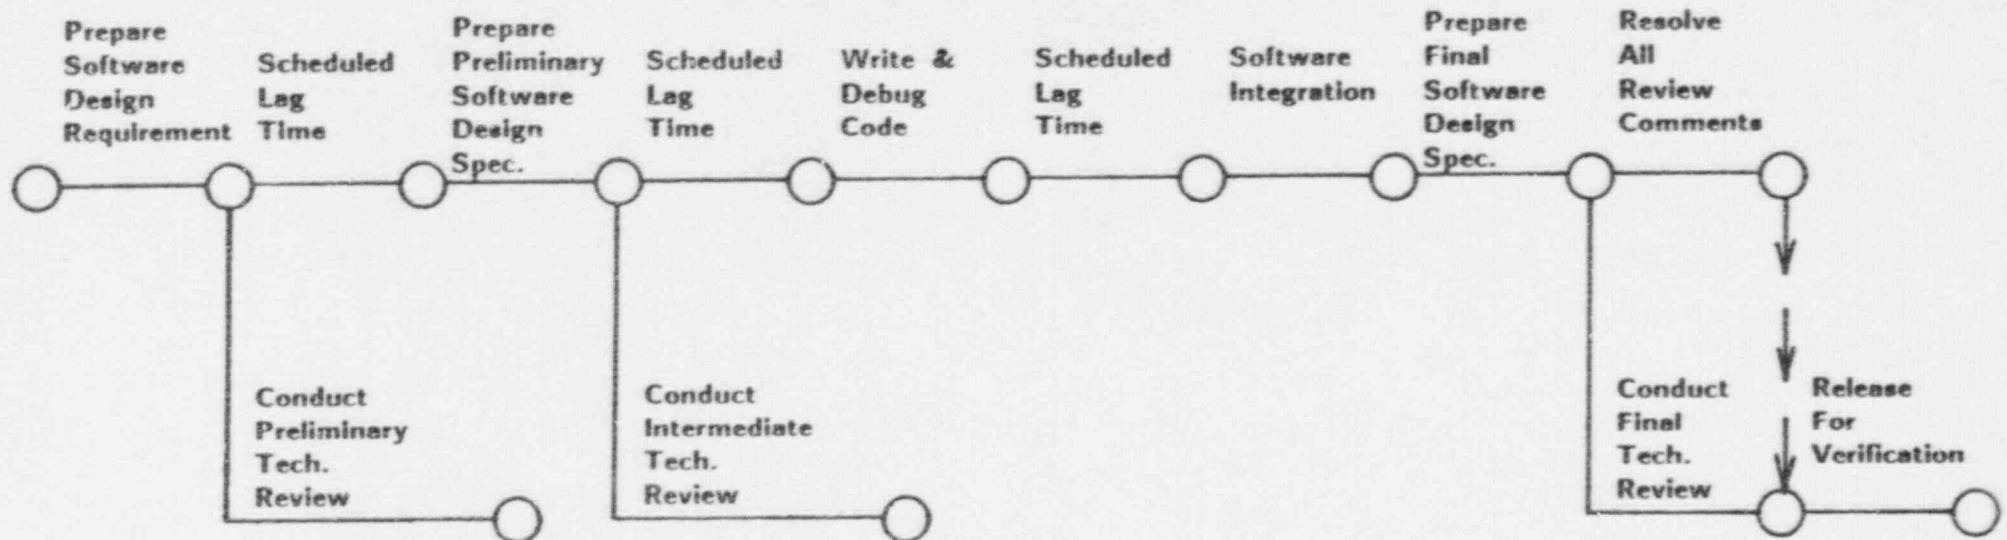 Prepare
Software
Design
Requirement
Scheduled
Lag
Time
Prepare
Preliminary
Software
Design
Spec.
Scheduled
Lag
Time
Write &
Debug
Code
Scheduled
Lag
Time
Software
Integration
Prepare
Final
Software
Design
Spec.
Resolve
All
Review
Comments
Conduct
Preliminary
Tech.
Review
Conduct
Intermediate
Tech.
Review
Conduct
Final
Tech.
Review
Release
For
Verification